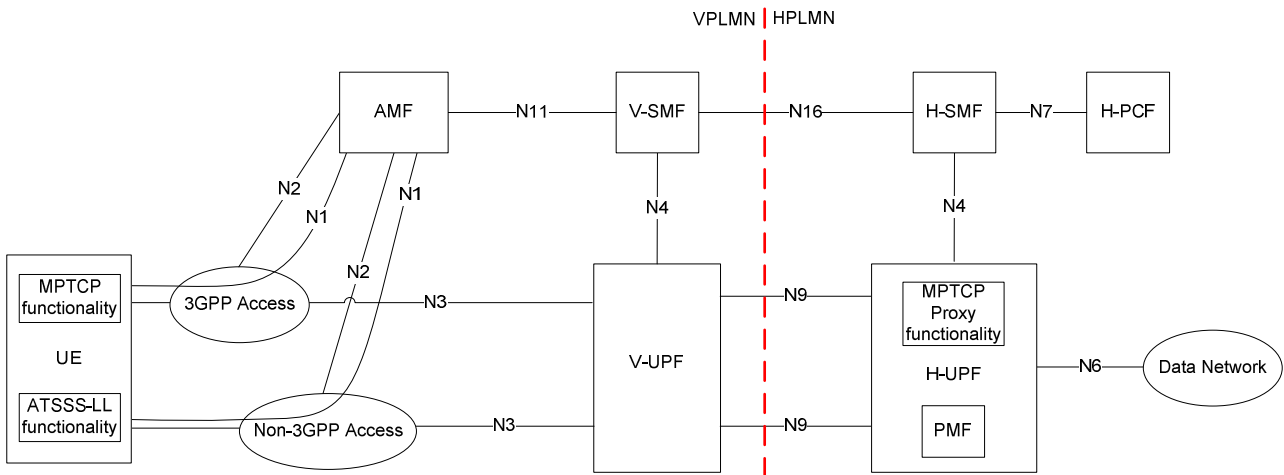 VPLMN
HPLMN
AMF
N11
V-SMF
N16
H-SMF
N7
H-PCF
N2
N1
N1
N2
N4
N4
MPTCP
functionality
UE
ATSSS-LL
functionality
3GPP Access
Non-3GPP Access
N3
N3
V-UPF
N9
N9
MPTCP
Proxy
functionality
H-UPF
PMF
N6
Data Network